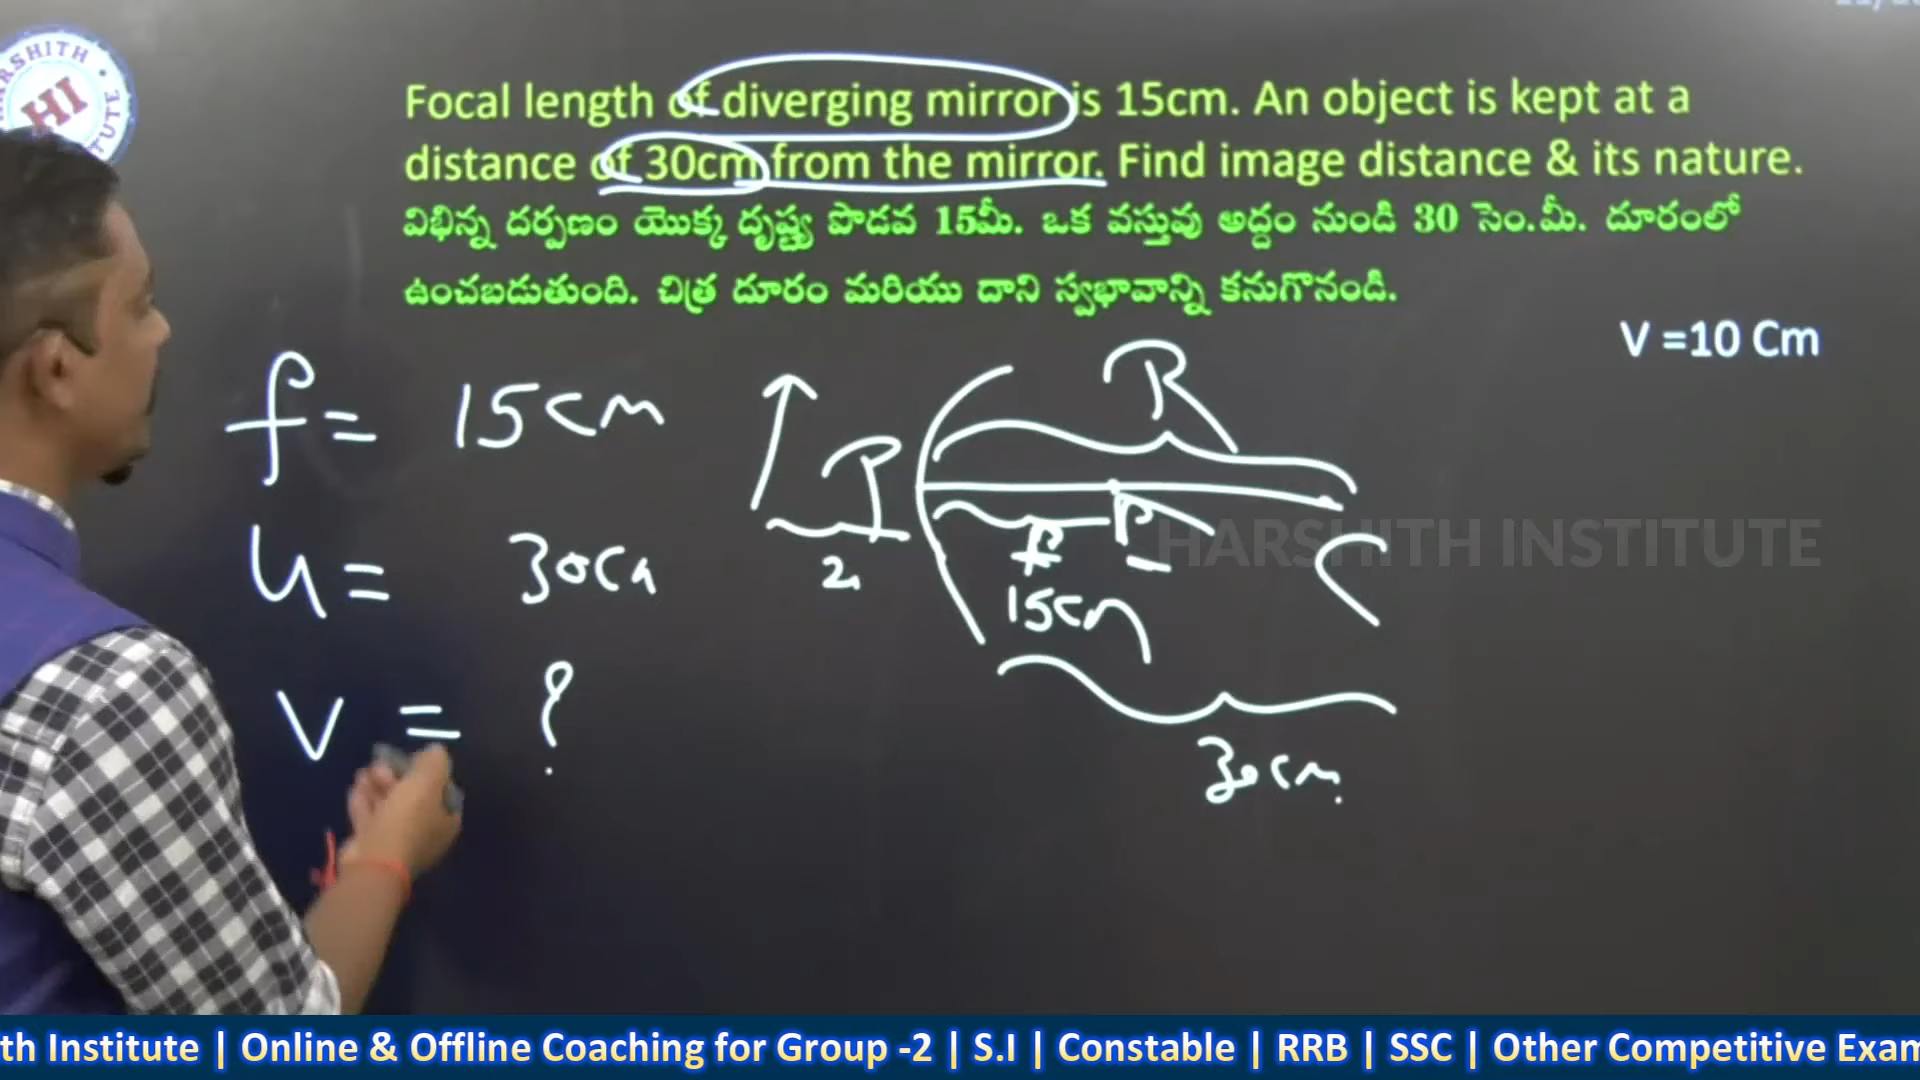 HARSHITH INSTITUTE
HI
Focal length of diverging mirror is 15cm. An object is kept at a
distance of 30cm from the mirror. Find image distance & its nature.
విభిన్న దర్పణం యొక్క దృష్ట్య పొడవ 15మీ. ఒక వస్తువు అద్దం నుండి 30 సెం.మీ. దూరంలో
ఉంచబడుతుంది. చిత్ర దూరం మరియు దాని స్వభావాన్ని కనుగొనండి.
V =10 Cm
f = 15cm
u = 30cm
v = ?
R
P
F
f
C
15cm
30cm.
HARSHITH INSTITUTE
th Institute | Online & Offline Coaching for Group -2 | S.I | Constable | RRB | SSC | Other Competitive Exam